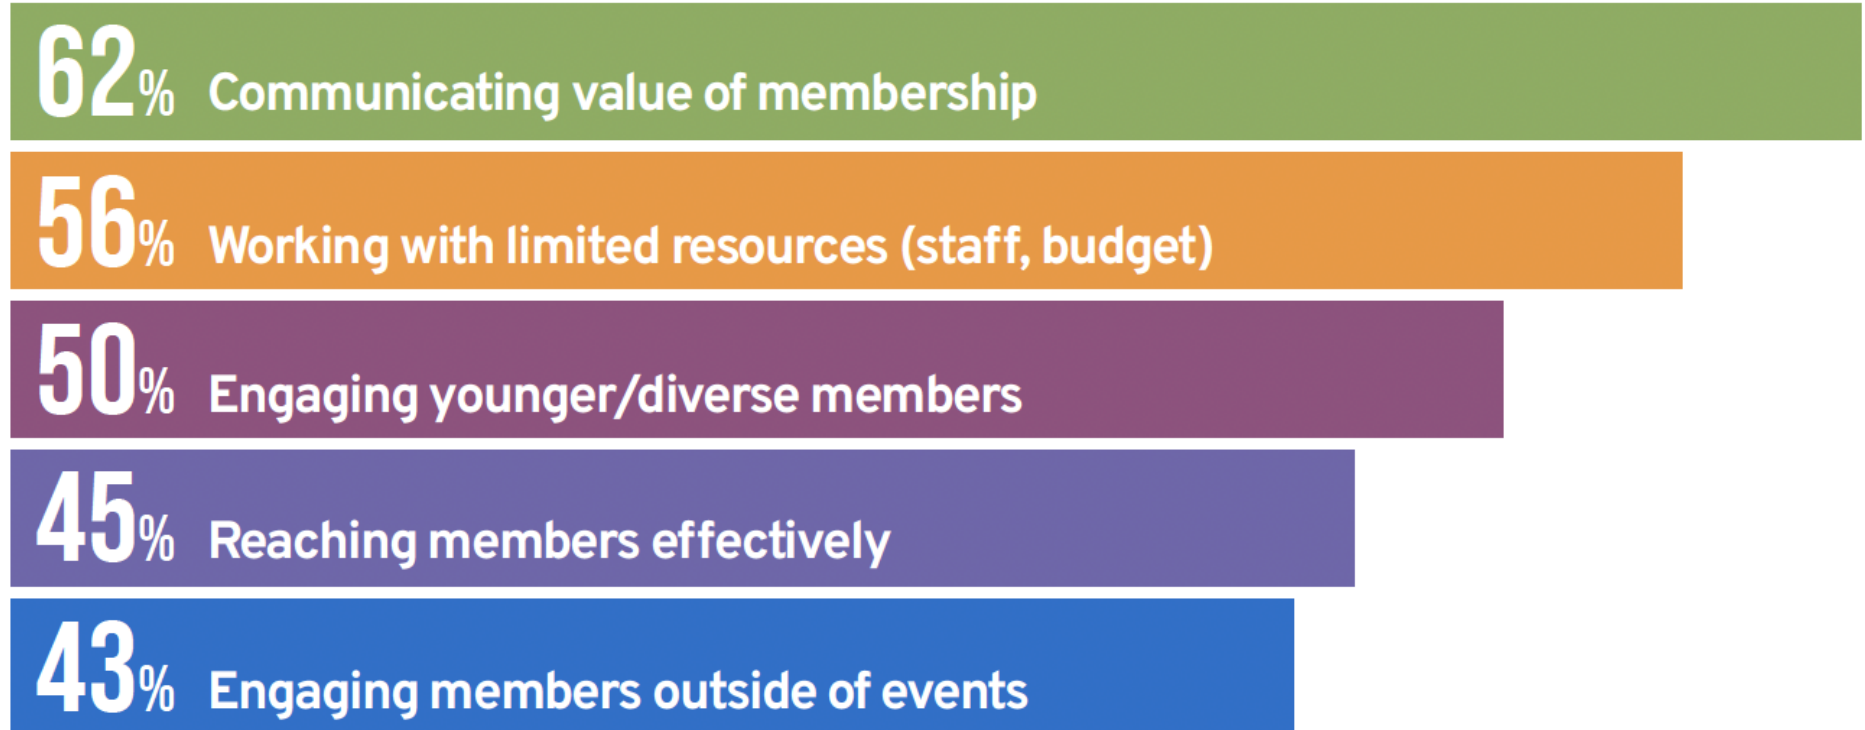 62% Communicating value of membership
56% Working with limited resources (staff, budget)
50% Engaging younger/diverse members
45% Reaching members effectively
43% Engaging members outside of events